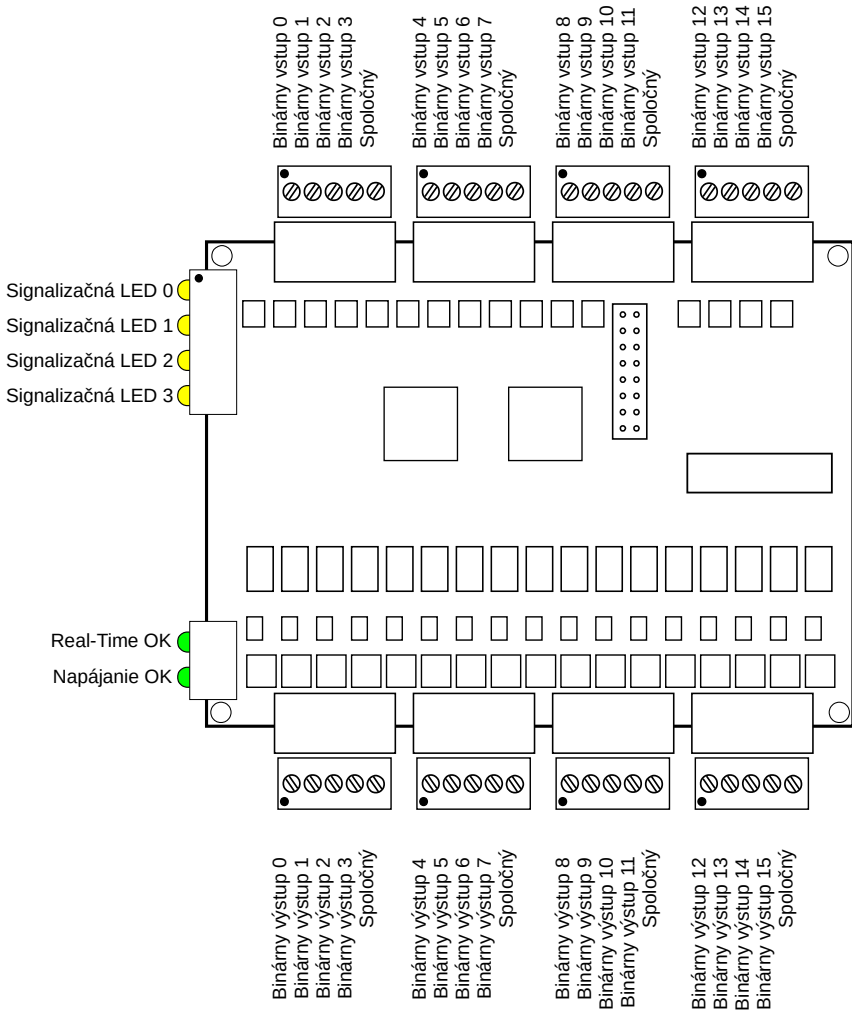 Binárny vstup 0
Binárny vstup 1
Binárny vstup 2
Binárny vstup 3
Spoločný
Binárny vstup 4
Binárny vstup 5
Binárny vstup 6
Binárny vstup 7
Spoločný
Binárny vstup 8
Binárny vstup 9
Binárny vstup 10
Binárny vstup 11
Spoločný
Binárny vstup 12
Binárny vstup 13
Binárny vstup 14
Binárny vstup 15
Spoločný
Signalizačná LED 0
Signalizačná LED 1
Signalizačná LED 2
Signalizačná LED 3
Real-Time OK
Napájanie OK
Binárny výstup 0
Binárny výstup 1
Binárny výstup 2
Binárny výstup 3
Spoločný
Binárny výstup 4
Binárny výstup 5
Binárny výstup 6
Binárny výstup 7
Spoločný
Binárny výstup 8
Binárny výstup 9
Binárny výstup 10
Binárny výstup 11
Spoločný
Binárny výstup 12
Binárny výstup 13
Binárny výstup 14
Binárny výstup 15
Spoločný